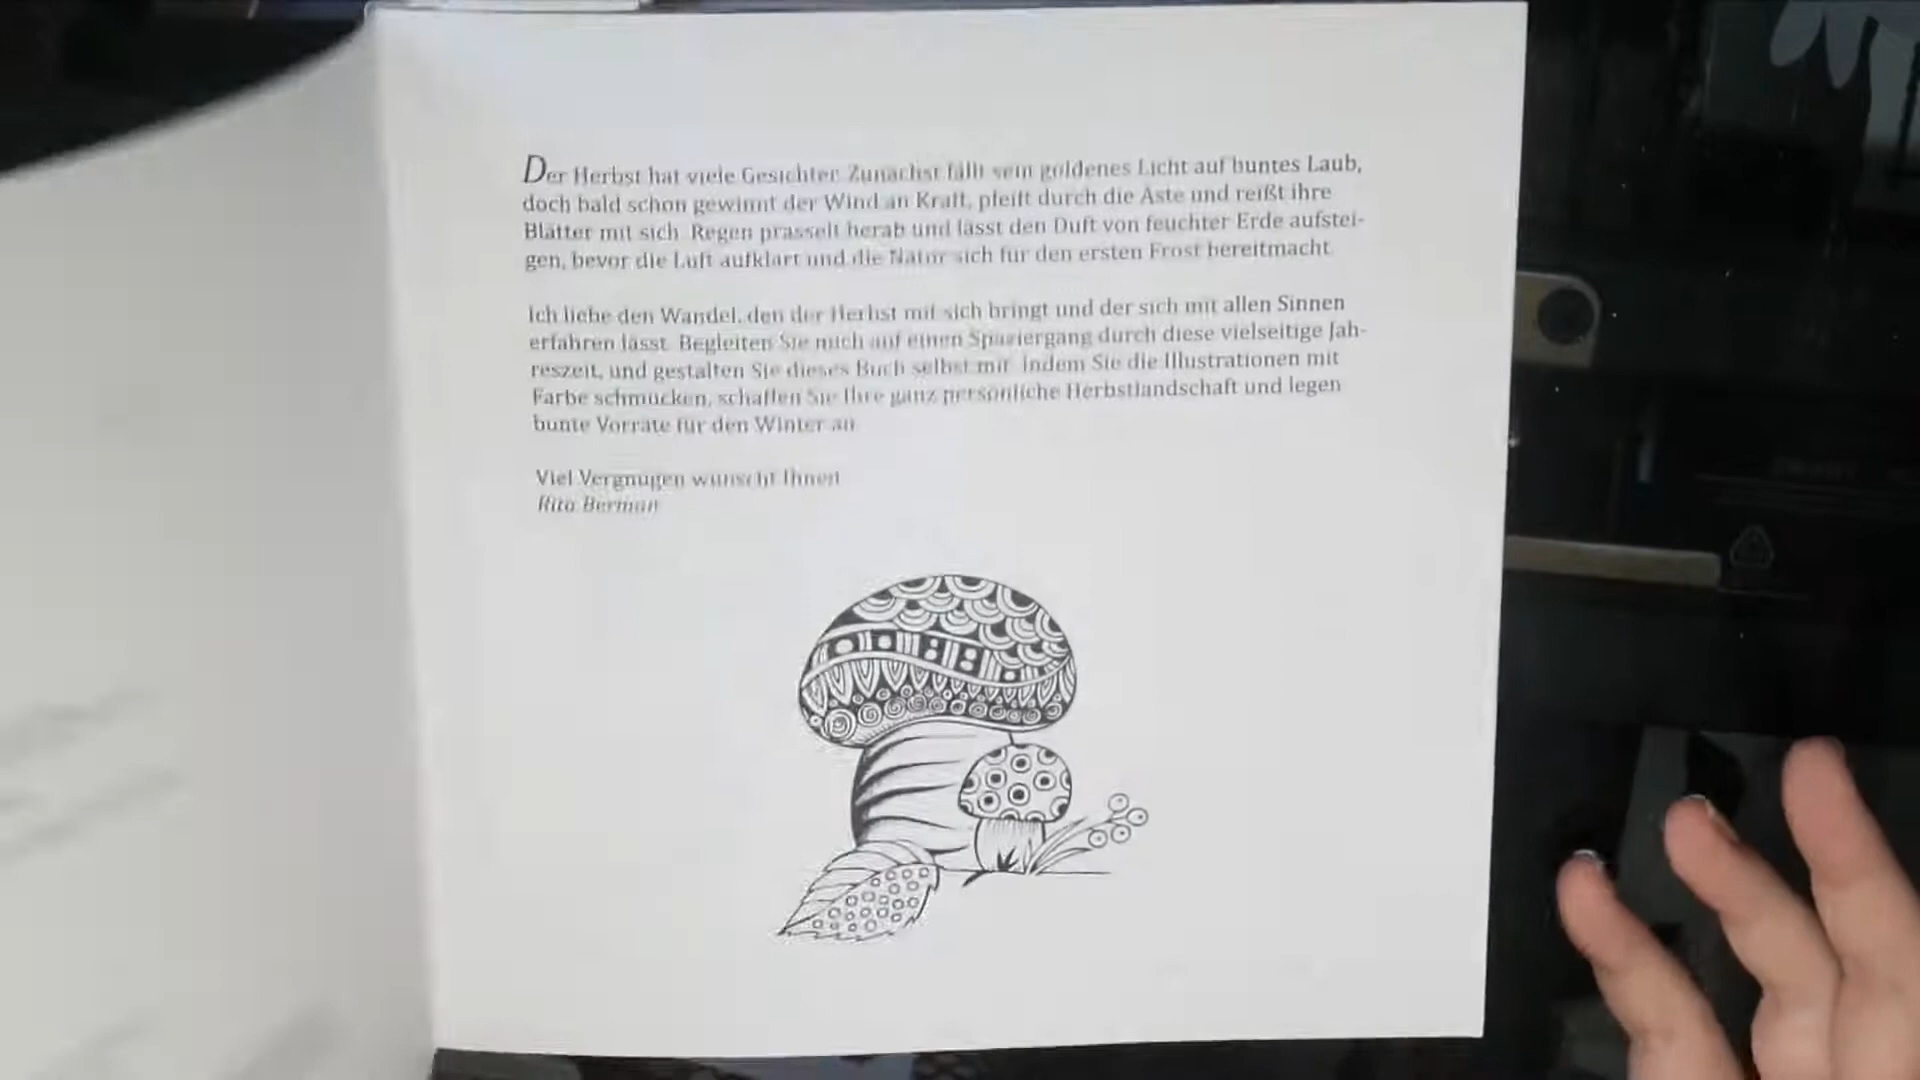 Der Herbst hat viele Gesichter. Zunächst fällt sein goldenes Licht auf buntes Laub,
doch bald schon gewinnt der Wind an Kraft, pfeift durch die Äste und reißt ihre
Blätter mit sich. Regen prasselt herab und lässt den Duft von feuchter Erde aufstei-
gen, bevor die Luft aufklart und die Natur sich für den ersten Frost bereitmacht.
Ich liebe den Wandel, den der Herbst mit sich bringt und der sich mit allen Sinnen
erfahren lässt. Begleiten Sie mich auf einen Spaziergang durch diese vielseitige Jah-
reszeit, und gestalten Sie dieses Buch selbst mit. Indem Sie die Illustrationen mit
Farbe schmücken, schaffen Sie Ihre ganz persönliche Herbstlandschaft und legen
bunte Vorräte für den Winter an.
Viel Vergnügen wünscht Ihnen
Rita Berman